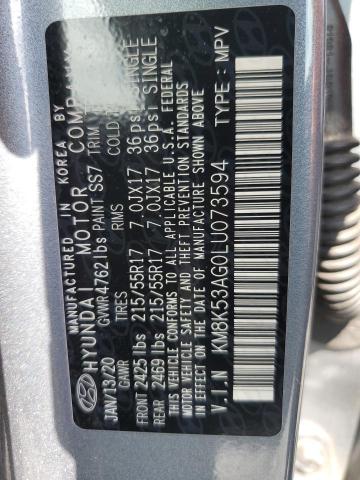 MANUFACTURED IN KOREA BY
HYUNDAI MOTOR COMP
GVWR 4762 lbs PAINT SS7 TRIM
JAN/13/20
GAWR TIRES RIMS COLD SINGLE
FRONT 2425 lbs 215/55R17 7.0JX17 36 psi SINGLE
REAR 2469 lbs 215/55R17 7.0JX17 36 psi SINGLE
THIS VEHICLE CONFORMS TO ALL APPLICABLE U.S.A. FEDERAL
MOTOR VEHICLE SAFETY AND THEFT PREVENTION STANDARDS
IN EFFECT ON THE DATE OF MANUFACTURE SHOWN ABOVE
V.I.N : KM8K53AG0LU073594 TYPE : MPV